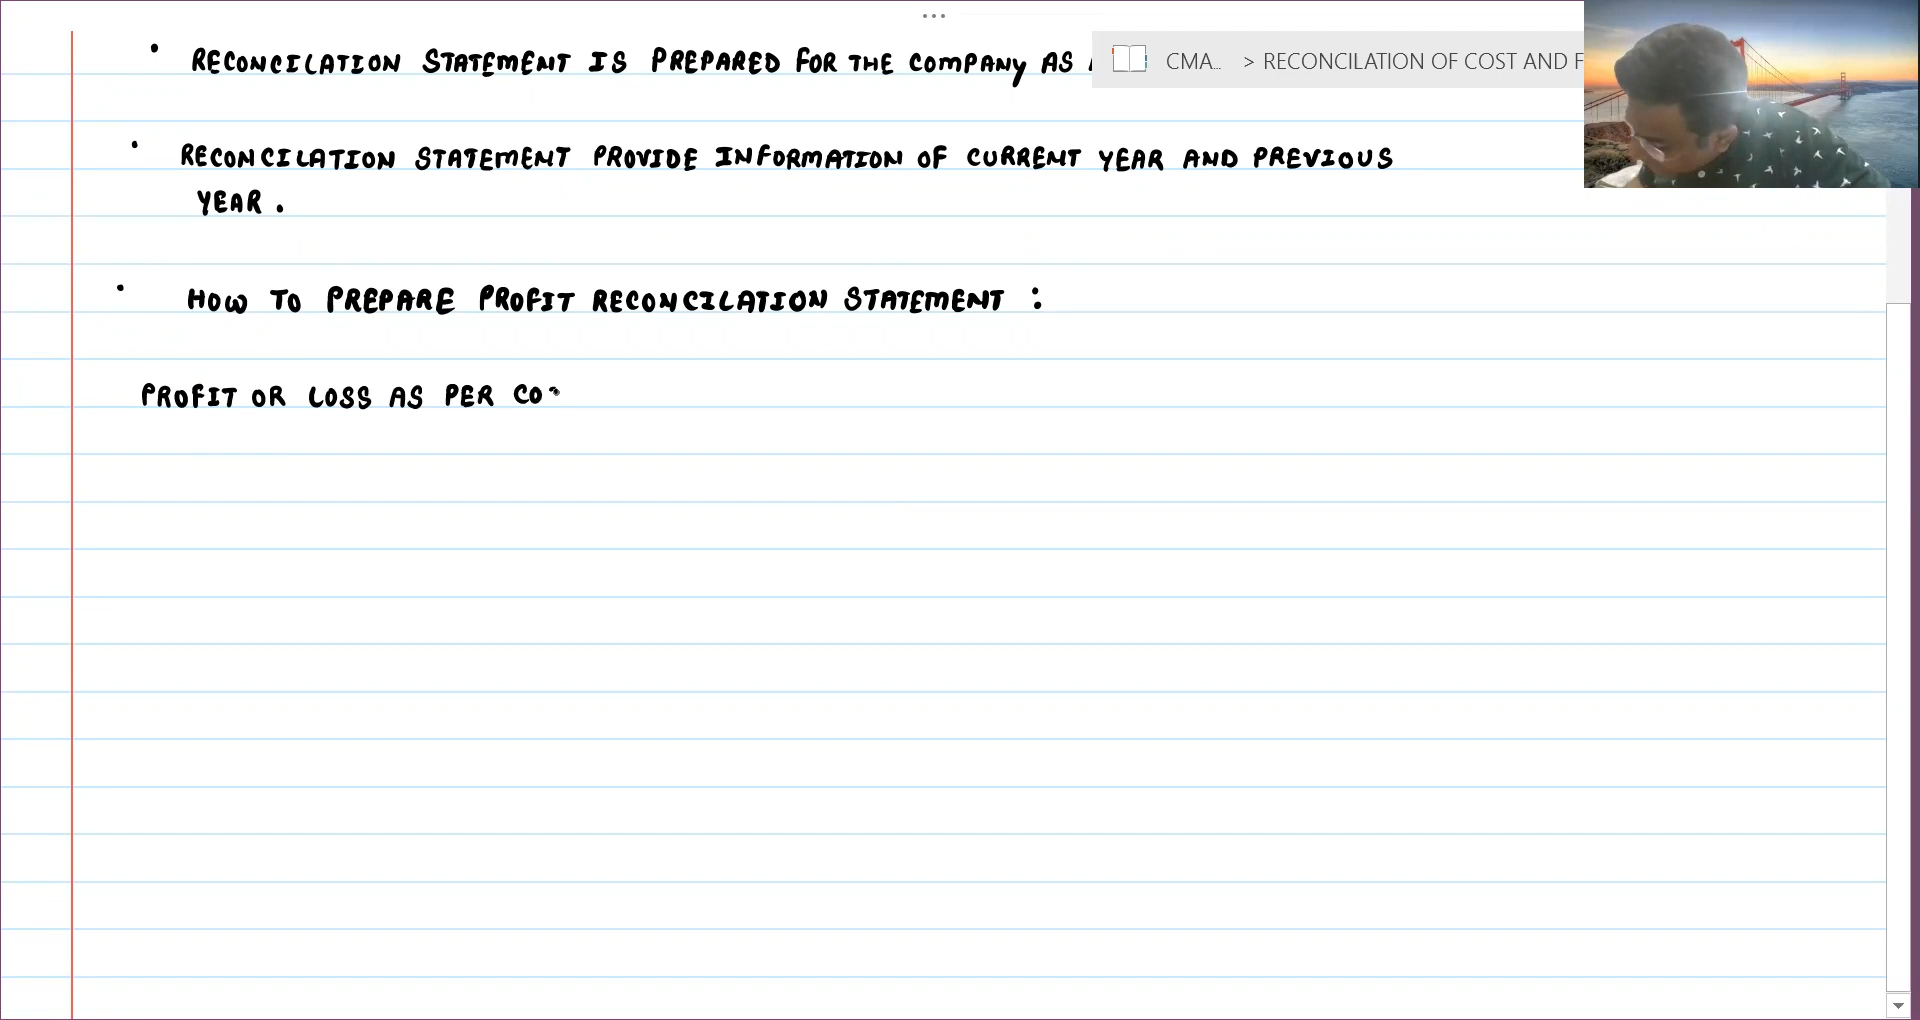 RECONCILATION STATEMENT IS PREPARED FOR THE COMPANY AS
CMA... > RECONCILATION OF COST AND F
RECONCILATION STATEMENT PROVIDE INFORMATION OF CURRENT YEAR AND PREVIOUS
YEAR.
HOW TO PREPARE PROFIT RECONCILATION STATEMENT :
PROFIT OR LOSS AS PER CO